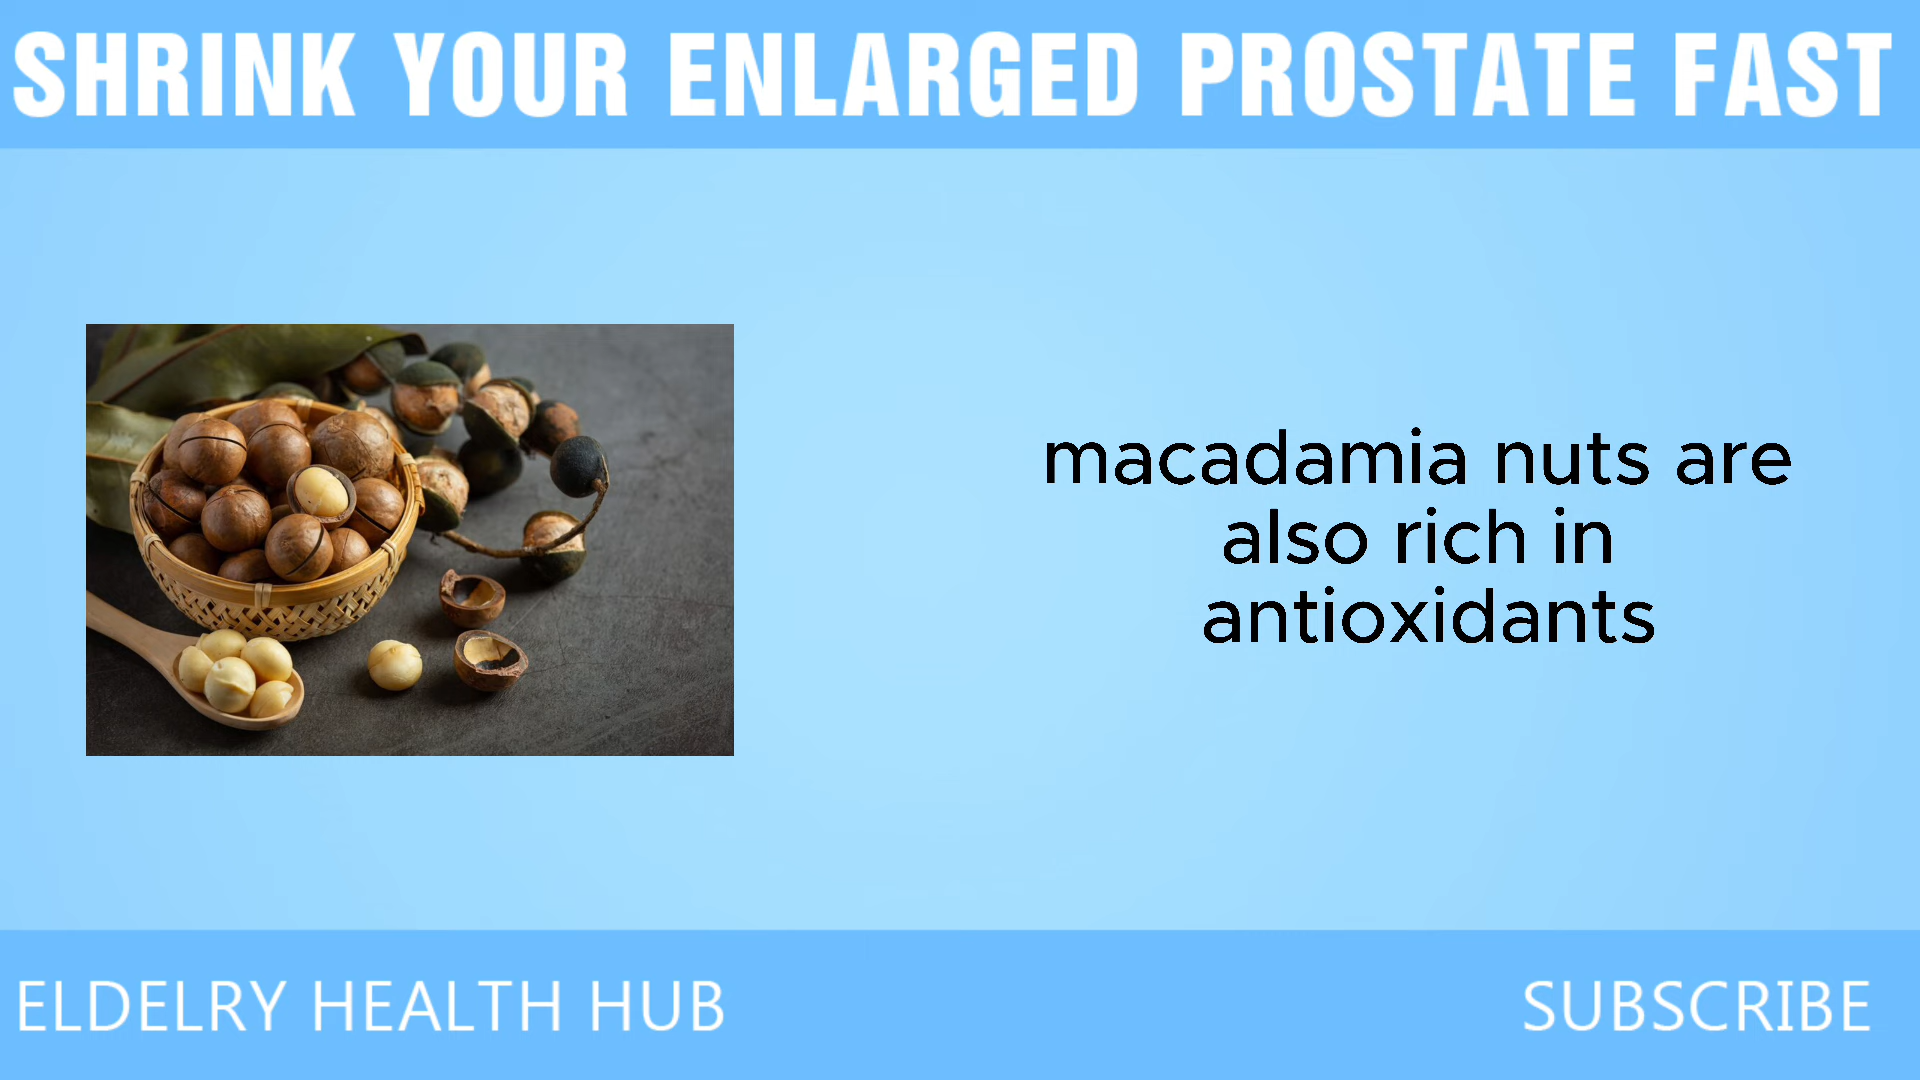 SHRINK YOUR ENLARGED PROSTATE FAST
macadamia nuts are
also rich in
antioxidants
ELDELRY HEALTH HUB
SUBSCRIBE